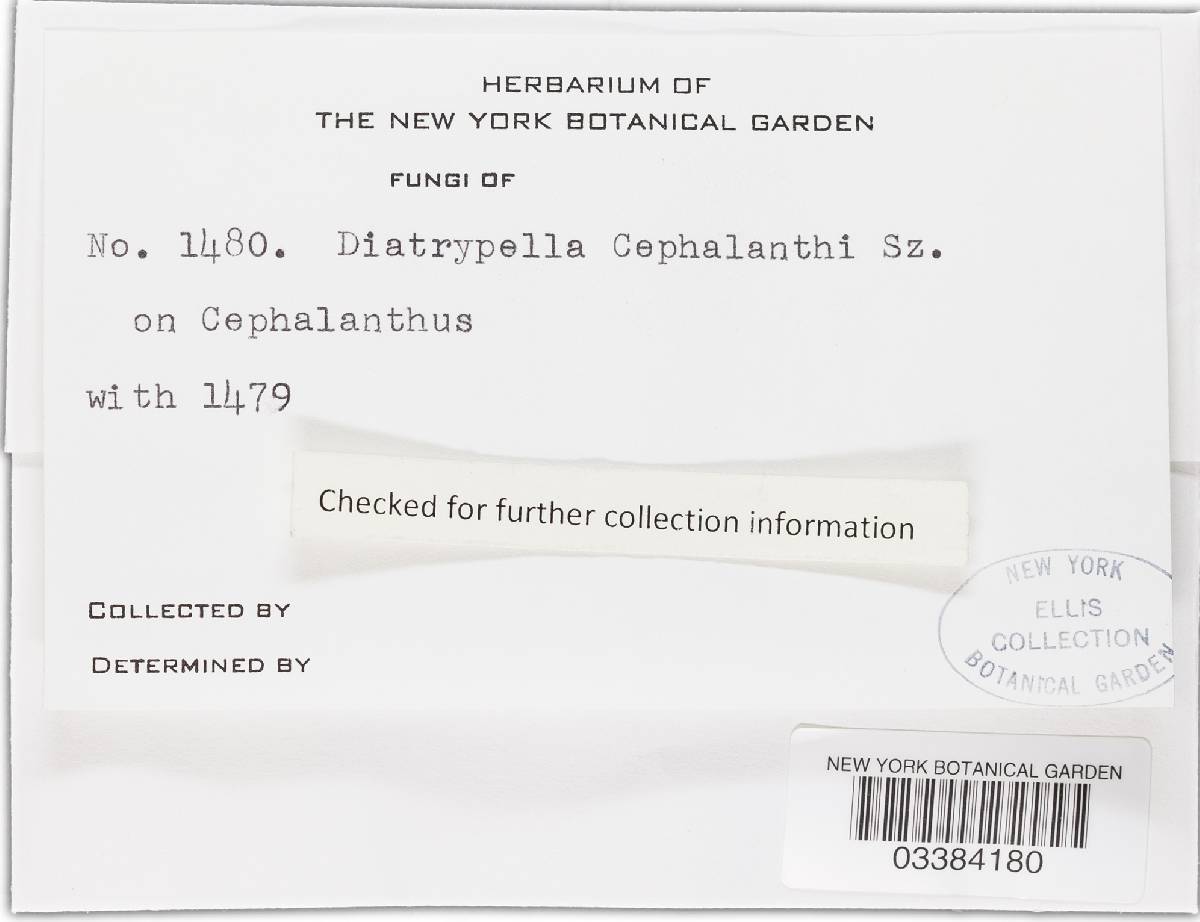 HERBARIUM OF
THE NEW YORK BOTANICAL GARDEN
FUNGI OF
No. 1480. Diatrypella Cephalanthi Sz.
on Cephalanthus
with 1479
Checked for further collection information
COLLECTED BY
DETERMINED BY
NEW YORK
ELLIS
COLLECTION
BOTANICAL GARDEN
NEW YORK BOTANICAL GARDEN
03384180